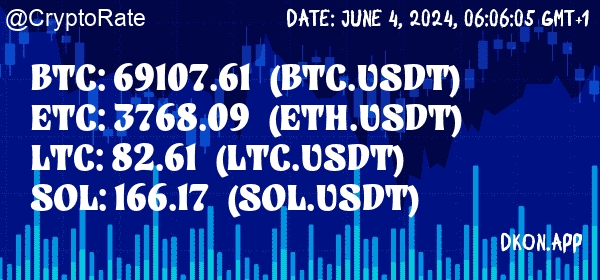 @CryptoRate
DATE: JUNE 4, 2024, 06:06:05 GMT+1
BTC: 69107.61 (BTC.USDT)
ETC: 3768.09 (ETH.USDT)
LTC: 82.61 (LTC.USDT)
SOL: 166.17 (SOL.USDT)
DKON.APP